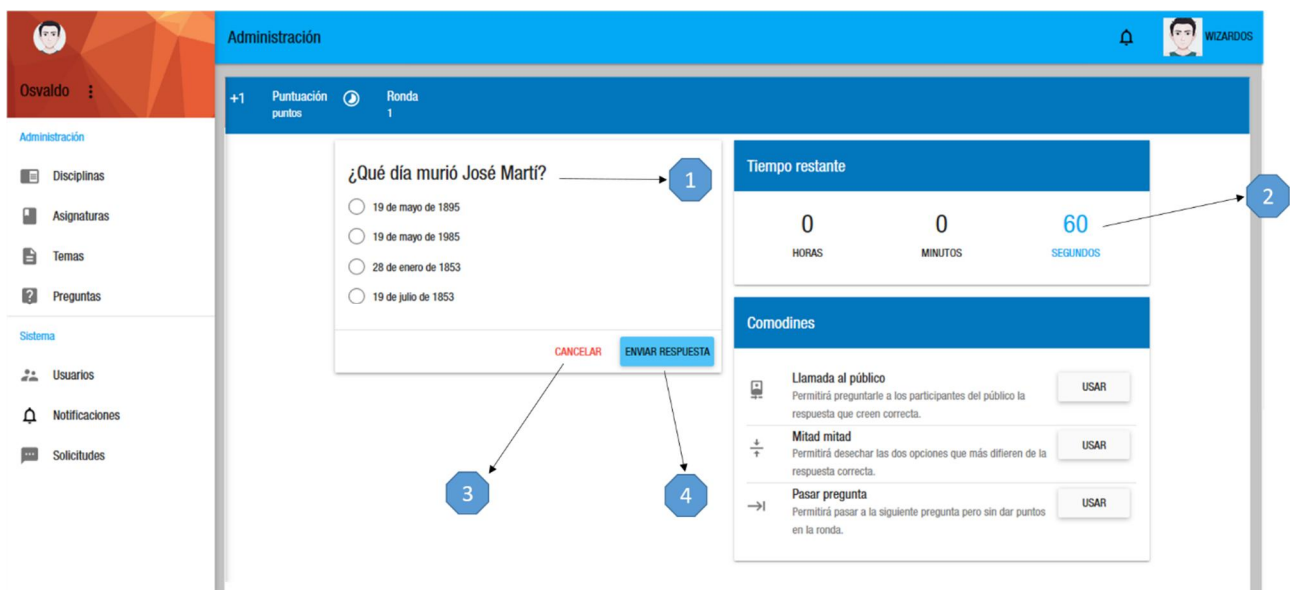 Osvaldo
Administración
Disciplinas
Asignaturas
Temas
Preguntas
Sistema
Usuarios
Notificaciones
Solicitudes
Administración
WIZARDOS
+1 Puntuación Ronda
puntos 1
¿Qué día murió José Martí?
1
19 de mayo de 1895
19 de mayo de 1985
28 de enero de 1853
19 de julio de 1853
CANCELAR ENVIAR RESPUESTA
3
4
Tiempo restante
2
0 0 60
HORAS MINUTOS SEGUNDOS
Comodines
Llamada al público
Permitirá preguntarle a los participantes del público la
respuesta que creen correcta.
USAR
Mitad mitad
Permitirá desechar las dos opciones que más difieren de la
respuesta correcta.
USAR
Pasar pregunta
Permitirá pasar a la siguiente pregunta pero sin dar puntos
en la ronda.
USAR